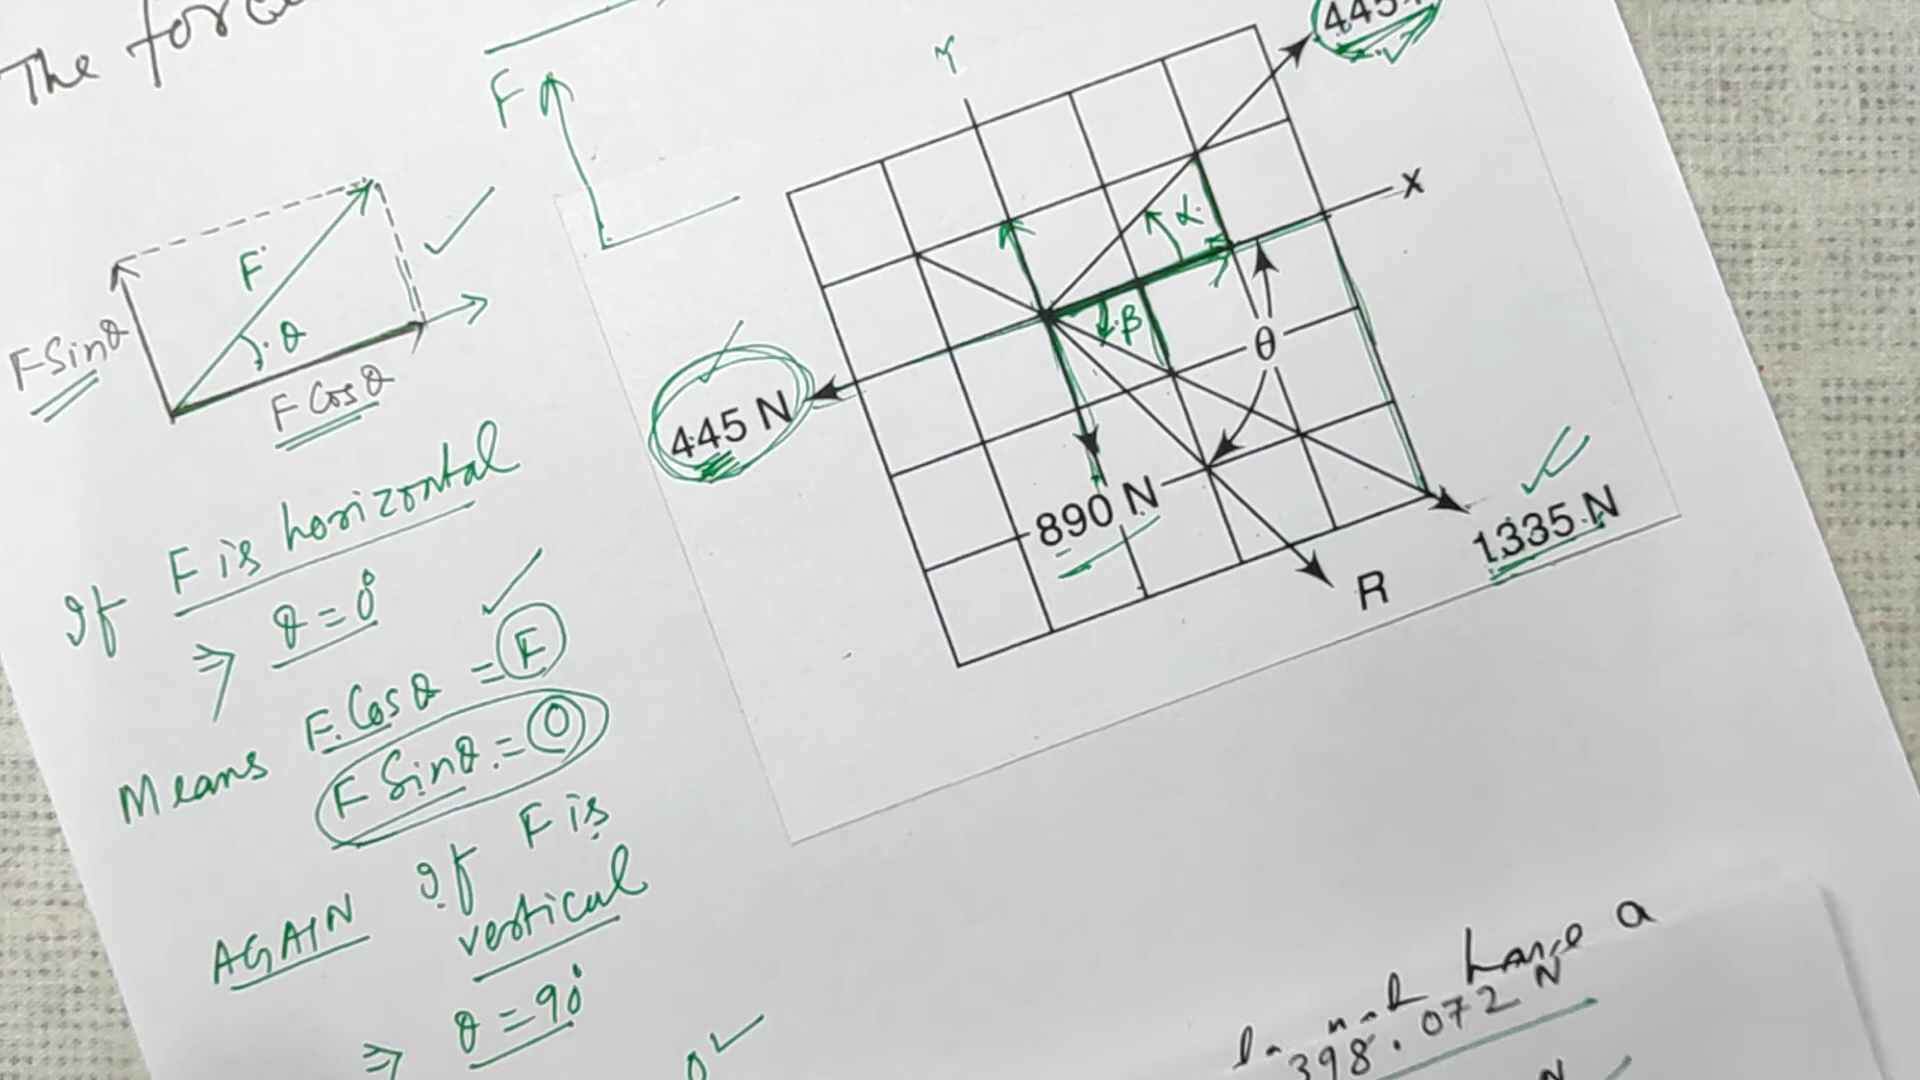 The
F
Y
445
F
θ
F Sinθ
F Cosθ
x
α
β
θ
445 N
890 N
1335 N
R
If F is horizontal
⇒ θ = 0°
Means F. Cosθ = F
F Sinθ. = 0
AGAIN If F is
vertical
⇒ θ = 90°
have a
398.072 N
N